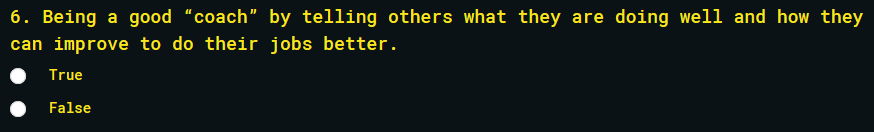 6. Being a good “coach” by telling others what they are doing well and how they
can improve to do their jobs better.
True
False